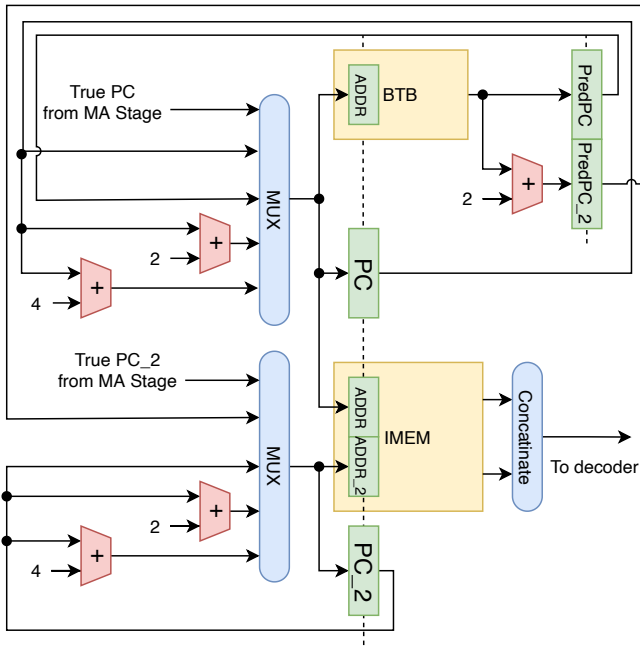 True PC
from MA Stage
ADDR
BTB
PredPC
PredPC_2
+
2
MUX
+
2
+
4
PC
True PC_2
from MA Stage
MUX
ADDR
ADDR_2
IMEM
Concatinate
To decoder
+
2
+
4
PC_2